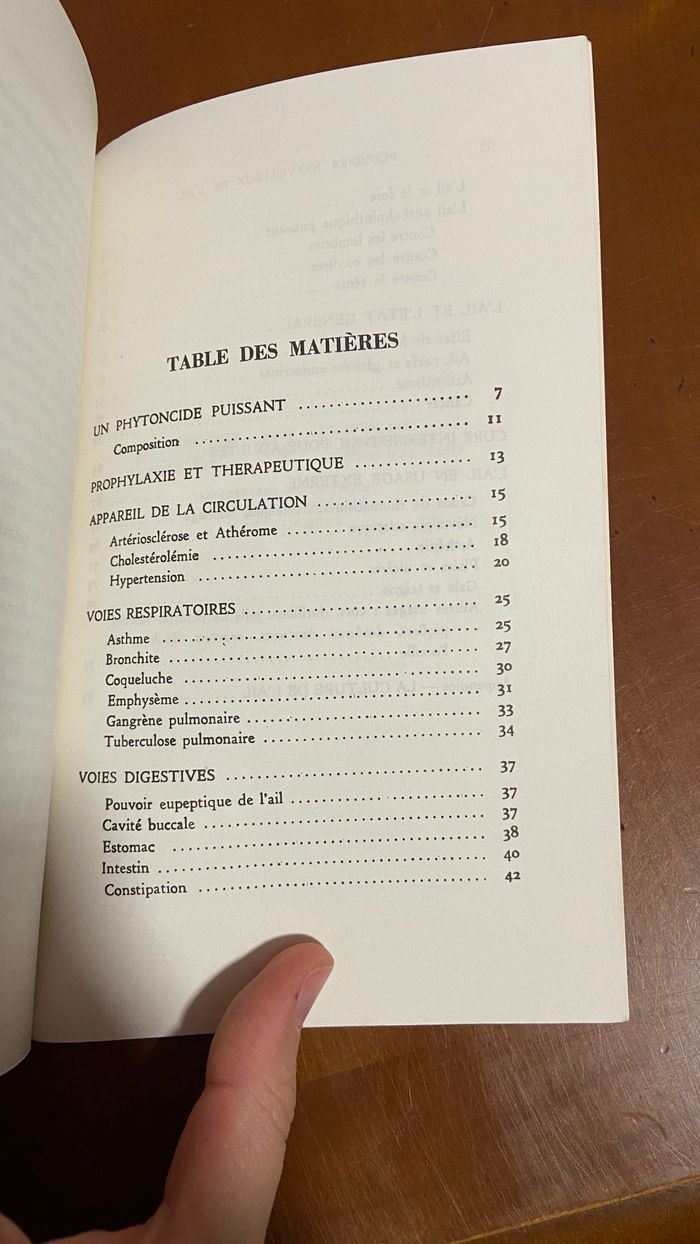 TABLE DES MATIÈRES
UN PHYTONCIDE PUISSANT .................... 7
Composition .................... 11
PROPHYLAXIE ET THERAPEUTIQUE .................... 13
APPAREIL DE LA CIRCULATION .................... 15
Artériosclérose et Athérome .................... 15
Cholestérolémie .................... 18
Hypertension .................... 20
VOIES RESPIRATOIRES .................... 25
Asthme .................... 25
Bronchite .................... 27
Coqueluche .................... 30
Emphysème .................... 31
Gangrène pulmonaire .................... 33
Tuberculose pulmonaire .................... 34
VOIES DIGESTIVES .................... 37
Pouvoir eupeptique de l'ail .................... 37
Cavité buccale .................... 37
Estomac .................... 38
Intestin .................... 40
Constipation .................... 42